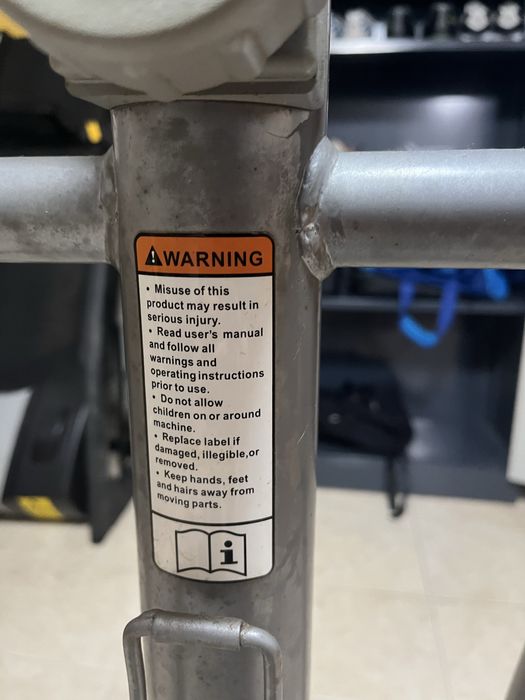 WARNING
• Misuse of this
product may result in
serious injury.
• Read user's manual
and follow all
warnings and
operating instructions
prior to use.
• Do not allow
children on or around
machine.
• Replace label if
damaged, illegible,or
removed.
• Keep hands, feet
and hairs away from
moving parts.
i